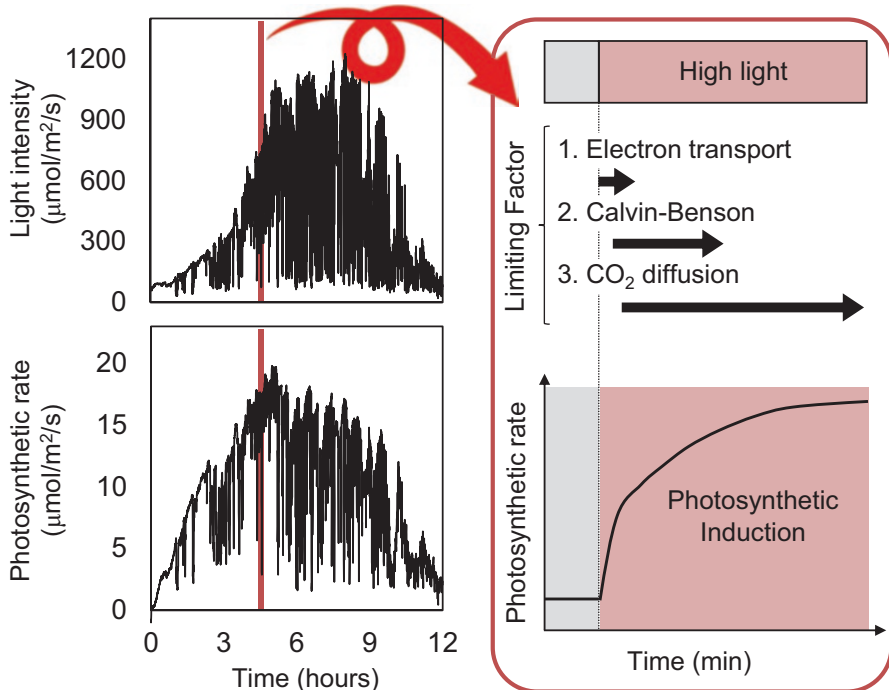 Light intensity
(μmol/m²/s)
1200
900
600
300
0
Photosynthetic rate
(μmol/m²/s)
20
15
10
5
0
0 3 6 9 12
Time (hours)
High light
Limiting Factor
1. Electron transport
2. Calvin-Benson
3. CO₂ diffusion
Photosynthetic rate
Photosynthetic
Induction
Time (min)